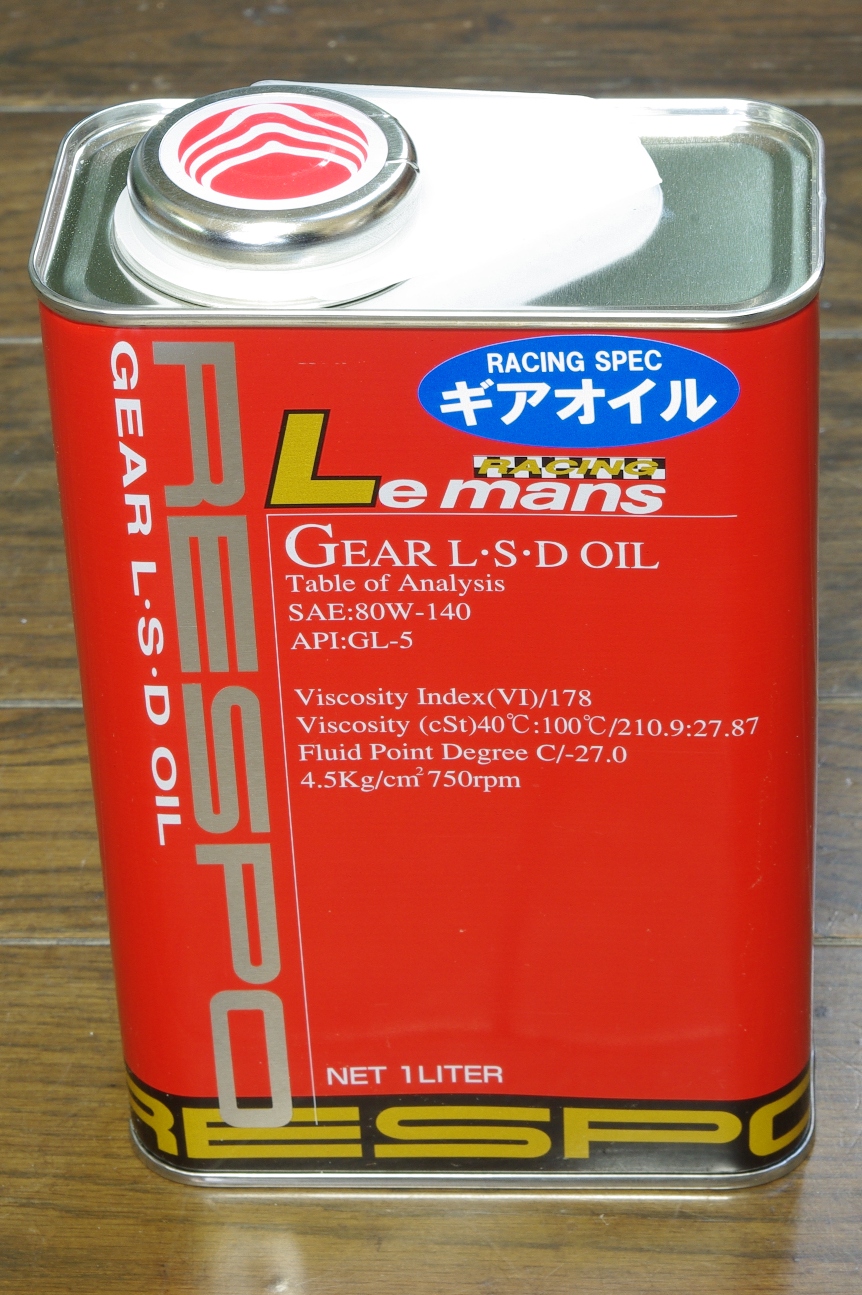 RACING SPEC
ギアオイル
RACING
Le mans
GEAR L·S·D OIL
Table of Analysis
SAE:80W-140
API:GL-5
Viscosity Index(VI)/178
Viscosity (cSt)40℃:100℃/210.9:27.87
Fluid Point Degree C/-27.0
4.5Kg/cm² 750rpm
NET 1 LITER
RESPO
GEAR L·S·D OIL
RESPO